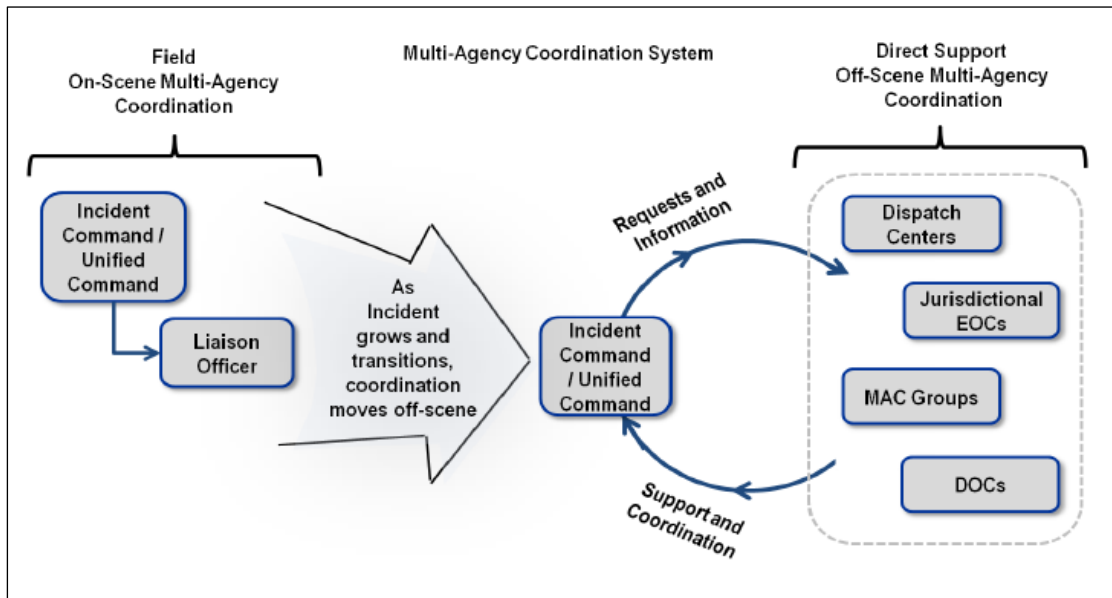 Field
On-Scene Multi-Agency
Coordination
Multi-Agency Coordination System
Direct Support
Off-Scene Multi-Agency
Coordination
Incident
Command /
Unified
Command
Liaison
Officer
As
Incident
grows and
transitions,
coordination
moves off-scene
Incident
Command
/ Unified
Command
Requests and
Information
Support and
Coordination
Dispatch
Centers
Jurisdictional
EOCs
MAC Groups
DOCs